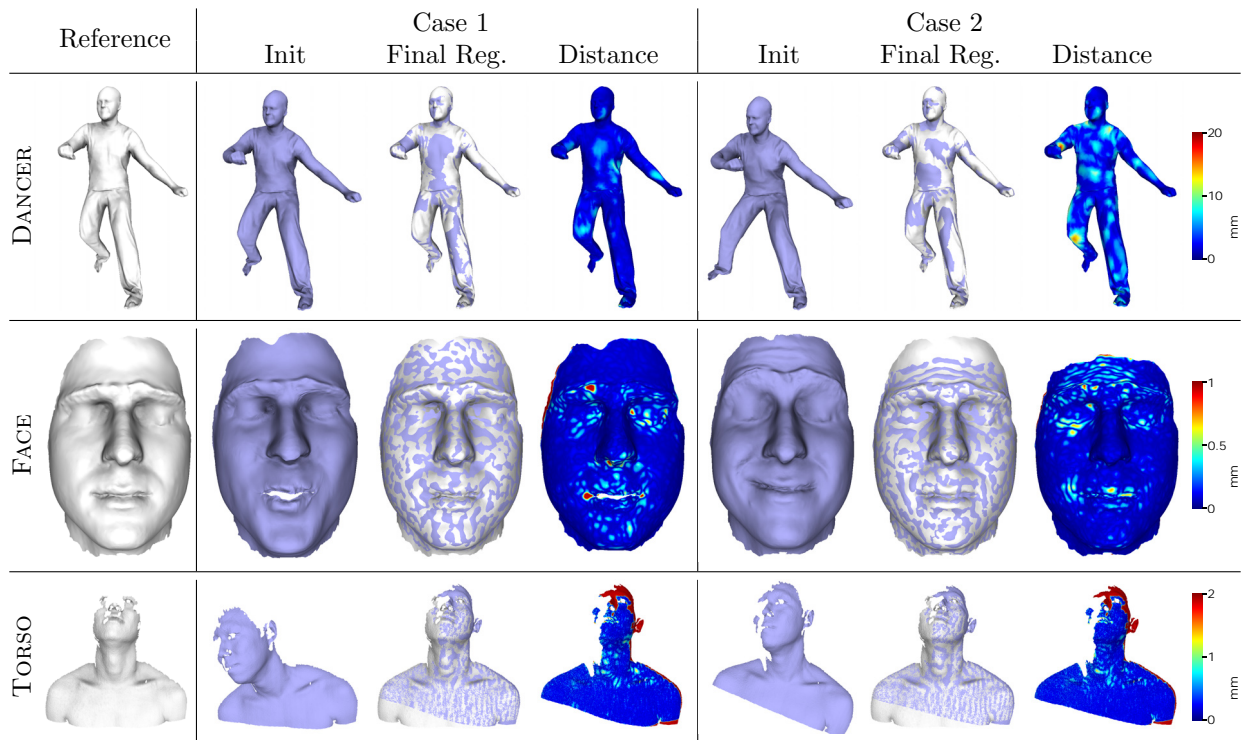 Reference
Case 1
Case 2
Init Final Reg. Distance
Init Final Reg. Distance
DANCER
20
10
0
mm
FACE
1
0.5
0
mm
TORSO
2
1
0
mm